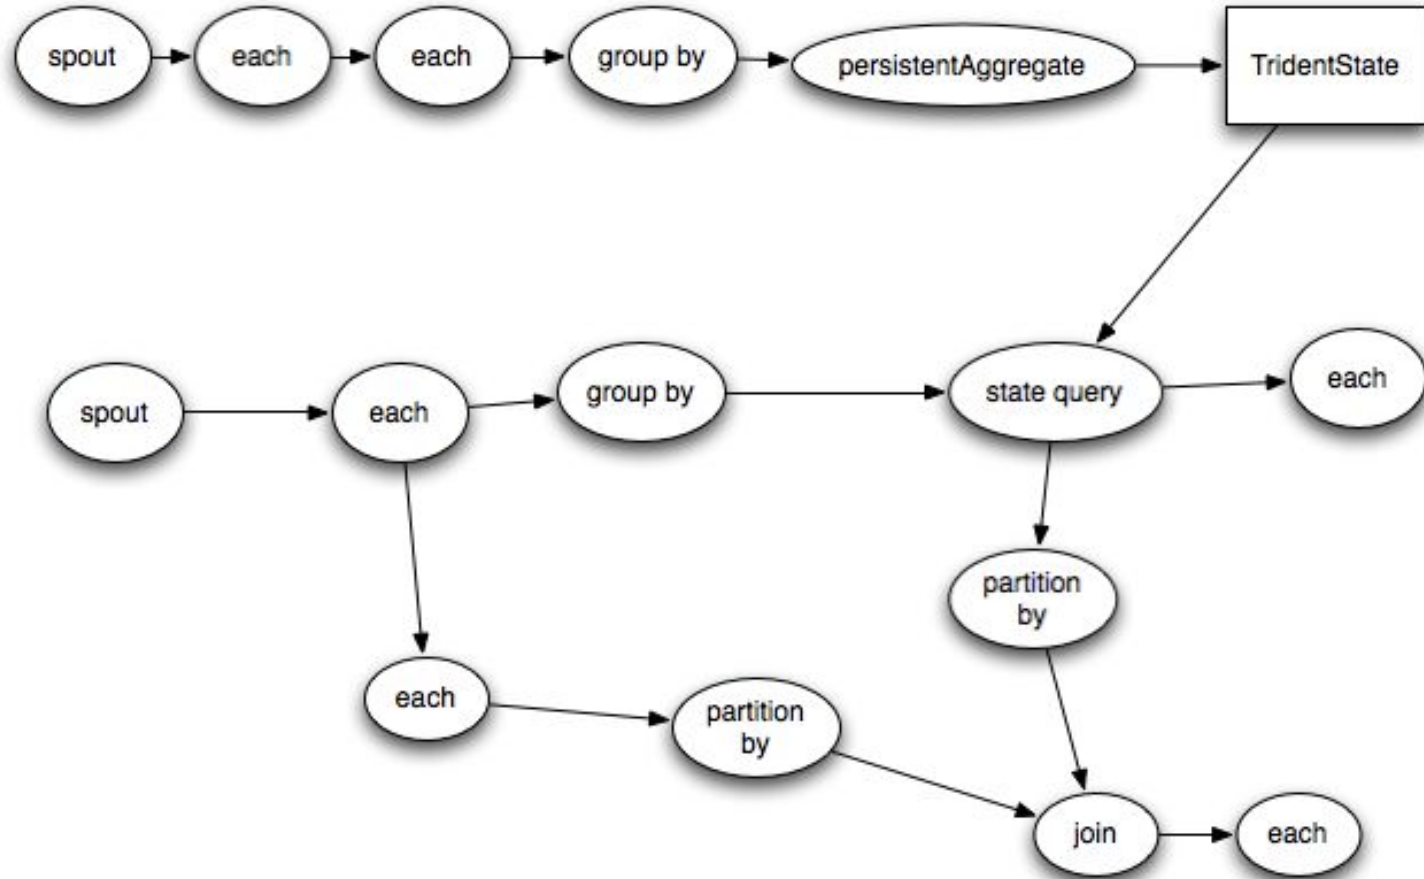 spout
each
each
group by
persistentAggregate
TridentState
spout
each
group by
state query
each
partition
by
each
partition
by
join
each